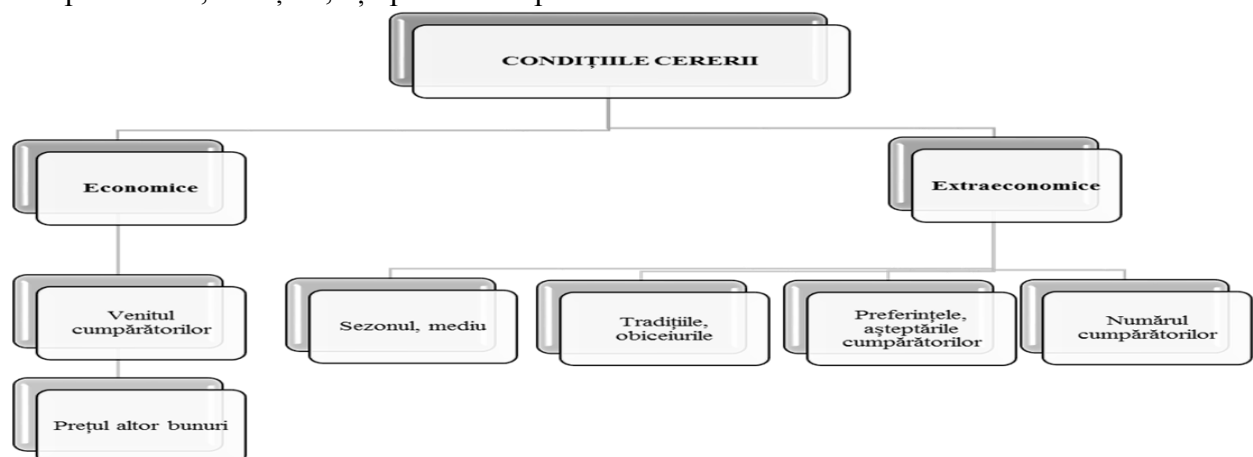 CONDIȚIILE CERERII
Economice
Extraeconomice
Venitul
cumpărătorilor
Sezonul, mediu
Tradițiile,
obiceiurile
Preferințele,
așteptările
cumpărătorilor
Numărul
cumpărătorilor
Prețul altor bunuri